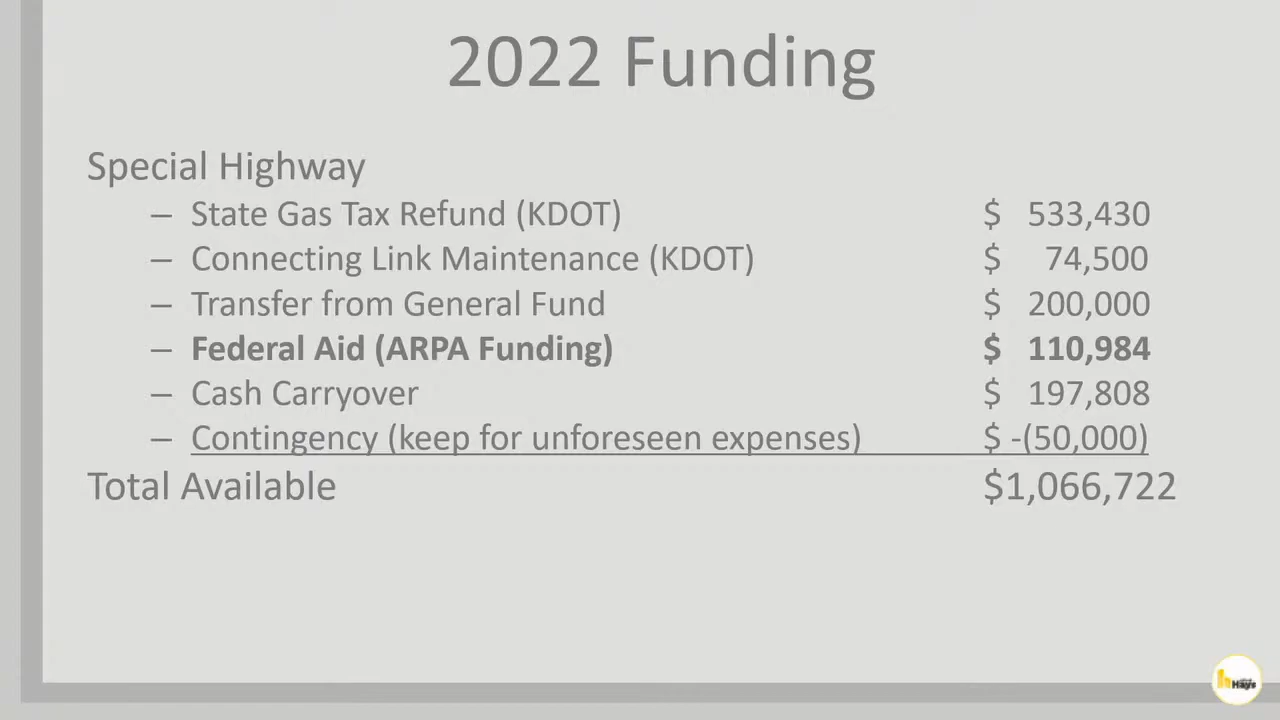 2022 Funding
Special Highway
– State Gas Tax Refund (KDOT) $ 533,430
– Connecting Link Maintenance (KDOT) $ 74,500
– Transfer from General Fund $ 200,000
– Federal Aid (ARPA Funding) $ 110,984
– Cash Carryover $ 197,808
– Contingency (keep for unforeseen expenses) $ -(50,000)
Total Available $1,066,722
Hays